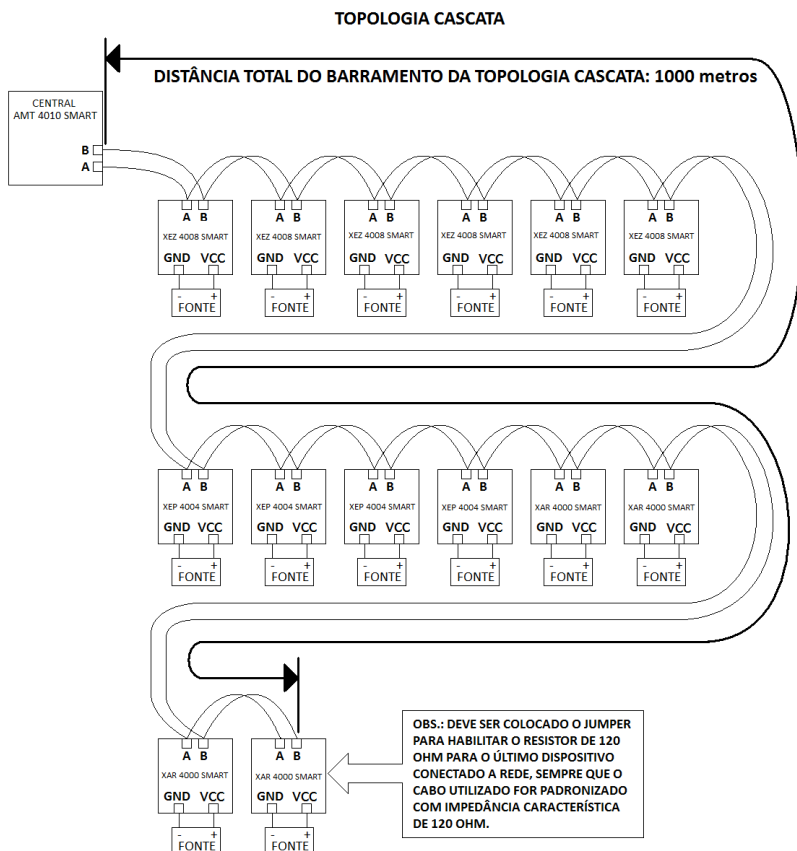 TOPOLOGIA CASCATA
DISTÂNCIA TOTAL DO BARRAMENTO DA TOPOLOGIA CASCATA: 1000 metros
CENTRAL
AMT 4010 SMART
B
A
A B A B A B A B A B A B
XEZ 4008 SMART XEZ 4008 SMART XEZ 4008 SMART XEZ 4008 SMART XEZ 4008 SMART XEZ 4008 SMART
GND VCC GND VCC GND VCC GND VCC GND VCC GND VCC
- + - + - + - + - + - +
FONTE FONTE FONTE FONTE FONTE FONTE
A B A B A B A B A B A B
XEP 4004 SMART XEP 4004 SMART XEP 4004 SMART XEP 4004 SMART XAR 4000 SMART XAR 4000 SMART
GND VCC GND VCC GND VCC GND VCC GND VCC GND VCC
- + - + - + - + - + - +
FONTE FONTE FONTE FONTE FONTE FONTE
A B A B
XAR 4000 SMART XAR 4000 SMART
GND VCC GND VCC
- + - +
FONTE FONTE
OBS.: DEVE SER COLOCADO O JUMPER
PARA HABILITAR O RESISTOR DE 120
OHM PARA O ÚLTIMO DISPOSITIVO
CONECTADO A REDE, SEMPRE QUE O
CABO UTILIZADO FOR PADRONIZADO
COM IMPEDÂNCIA CARACTERÍSTICA
DE 120 OHM.